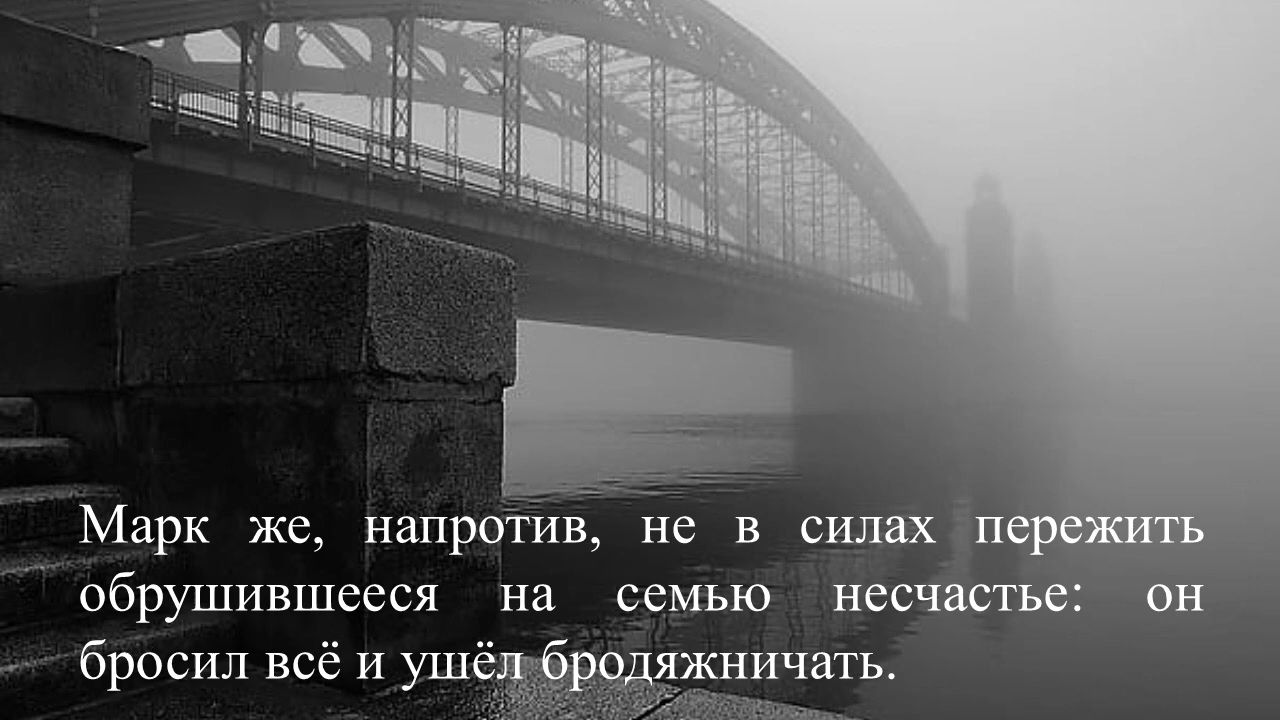 Марк же, напротив, не в силах пережить
обрушившееся на семью несчастье: он
бросил всё и ушёл бродяжничать.